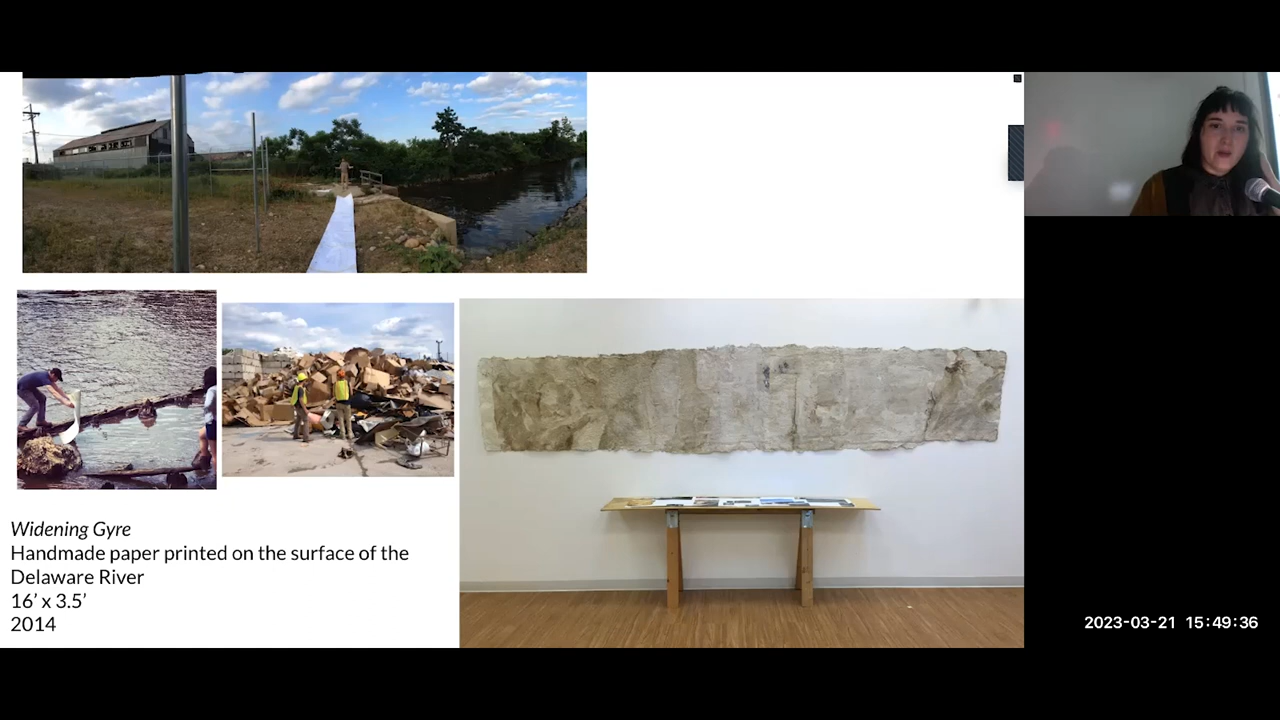 Widening Gyre
Handmade paper printed on the surface of the
Delaware River
16’ x 3.5’
2014
2023-03-21 15:49:36